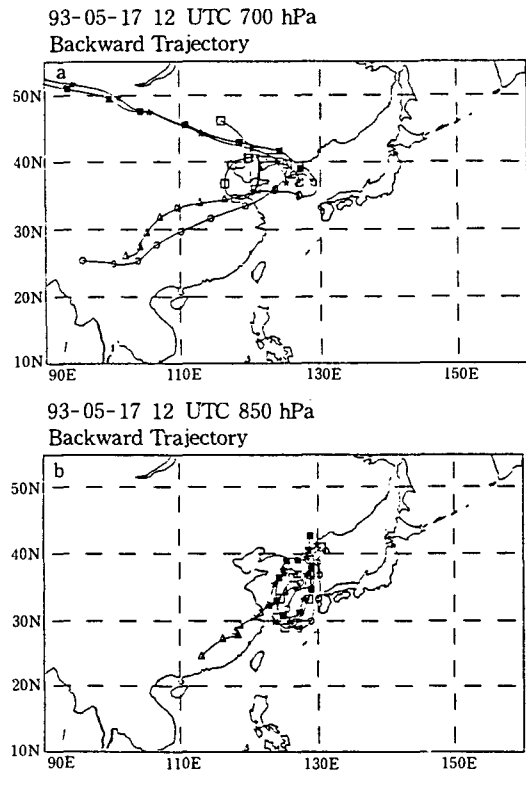 93-05-17 12 UTC 700 hPa
Backward Trajectory
a
50N
40N
30N
20N
10N
90E 110E 130E 150E
93-05-17 12 UTC 850 hPa
Backward Trajectory
b
50N
40N
30N
20N
10N
90E 110E 130E 150E